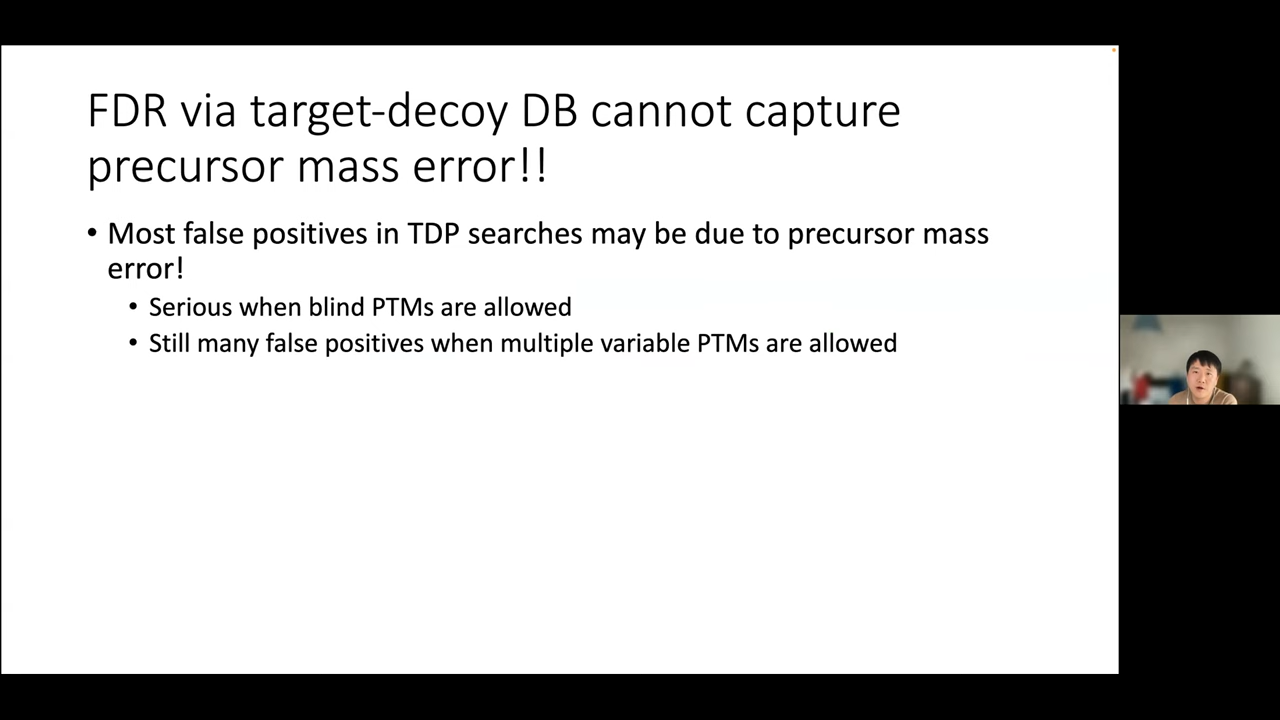 FDR via target-decoy DB cannot capture
precursor mass error!!
• Most false positives in TDP searches may be due to precursor mass
error!
• Serious when blind PTMs are allowed
• Still many false positives when multiple variable PTMs are allowed